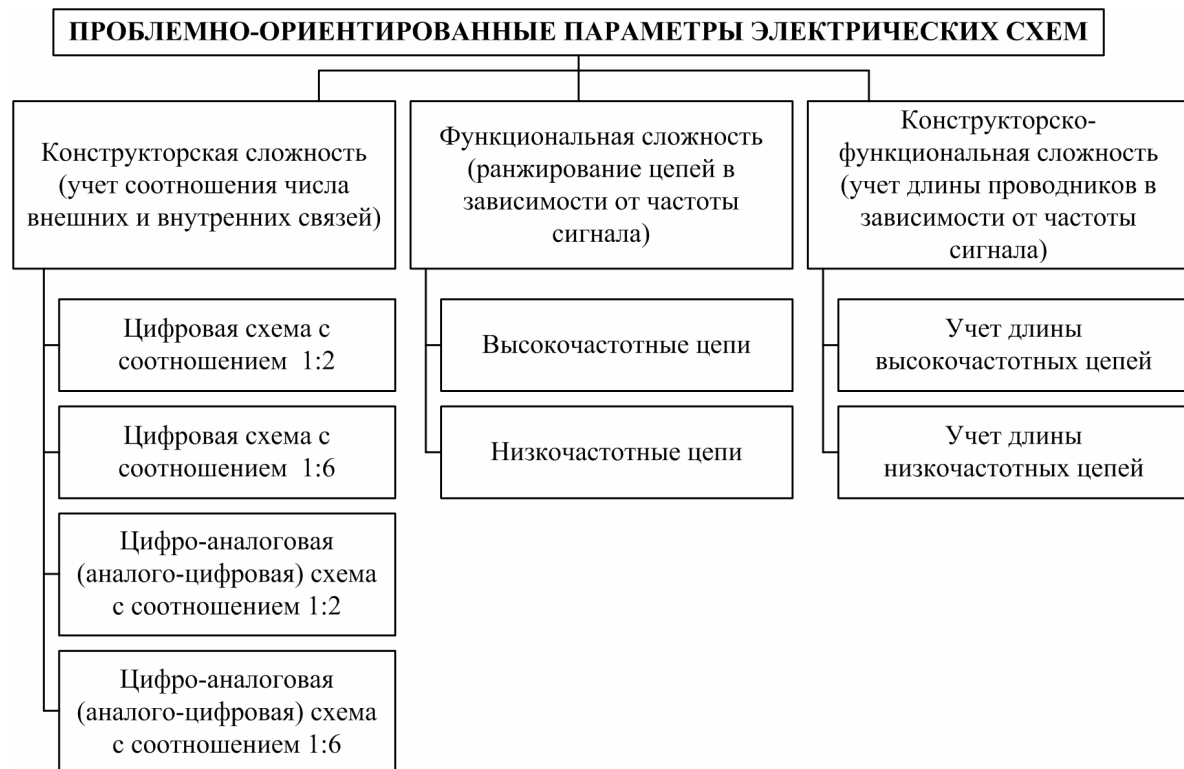 ПРОБЛЕМНО-ОРИЕНТИРОВАННЫЕ ПАРАМЕТРЫ ЭЛЕКТРИЧЕСКИХ СХЕМ
Конструкторская сложность
(учет соотношения числа
внешних и внутренних связей)
Цифровая схема с
соотношением 1:2
Цифровая схема с
соотношением 1:6
Цифро-аналоговая
(аналого-цифровая) схема
с соотношением 1:2
Цифро-аналоговая
(аналого-цифровая) схема
с соотношением 1:6
Функциональная сложность
(ранжирование цепей в
зависимости от частоты
сигнала)
Высокочастотные цепи
Низкочастотные цепи
Конструкторско-
функциональная сложность
(учет длины проводников в
зависимости от частоты
сигнала)
Учет длины
высокочастотных цепей
Учет длины
низкочастотных цепей